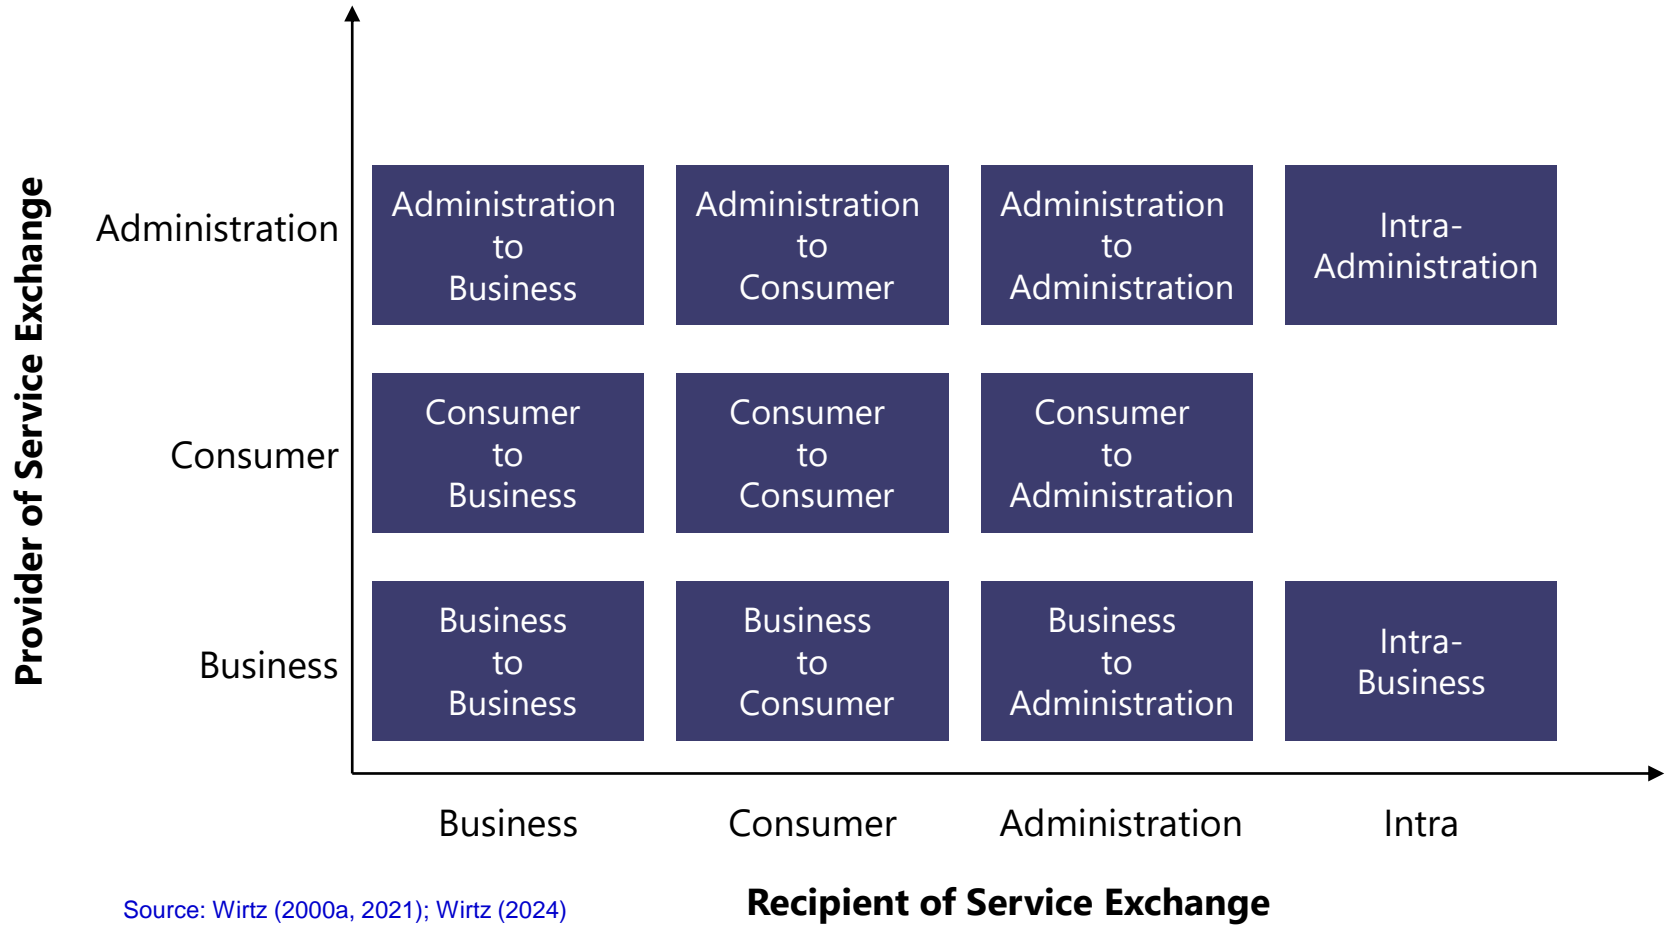 Provider of Service Exchange
Administration
Administration
to
Business
Administration
to
Consumer
Administration
to
Administration
Intra-
Administration
Consumer
Consumer
to
Business
Consumer
to
Consumer
Consumer
to
Administration
Business
Business
to
Business
Business
to
Consumer
Business
to
Administration
Intra-
Business
Business
Consumer
Administration
Intra
Recipient of Service Exchange
Source: Wirtz (2000a, 2021); Wirtz (2024)